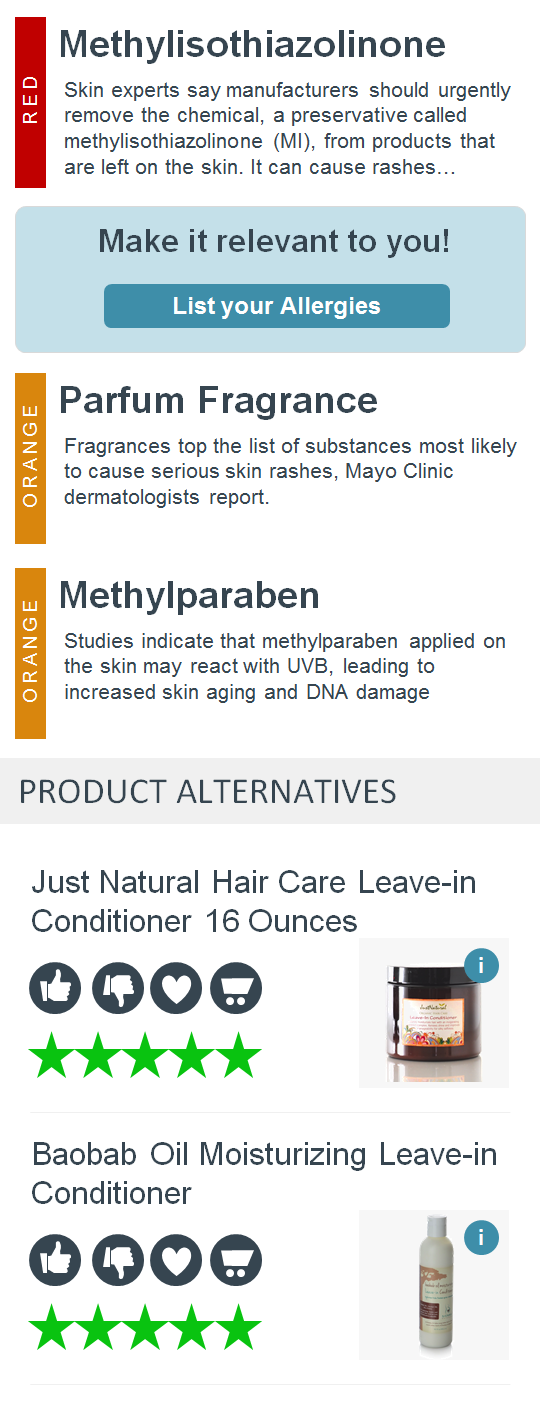 Methylisothiazolinone
RED
Skin experts say manufacturers should urgently
remove the chemical, a preservative called
methylisothiazolinone (MI), from products that
are left on the skin. It can cause rashes…
Make it relevant to you!
List your Allergies
Parfum Fragrance
ORANGE
Fragrances top the list of substances most likely
to cause serious skin rashes, Mayo Clinic
dermatologists report.
Methylparaben
ORANGE
Studies indicate that methylparaben applied on
the skin may react with UVB, leading to
increased skin aging and DNA damage
PRODUCT ALTERNATIVES
Just Natural Hair Care Leave-in
Conditioner 16 Ounces
i
JustNatural
Leave-In Conditioner
Baobab Oil Moisturizing Leave-in
Conditioner
i